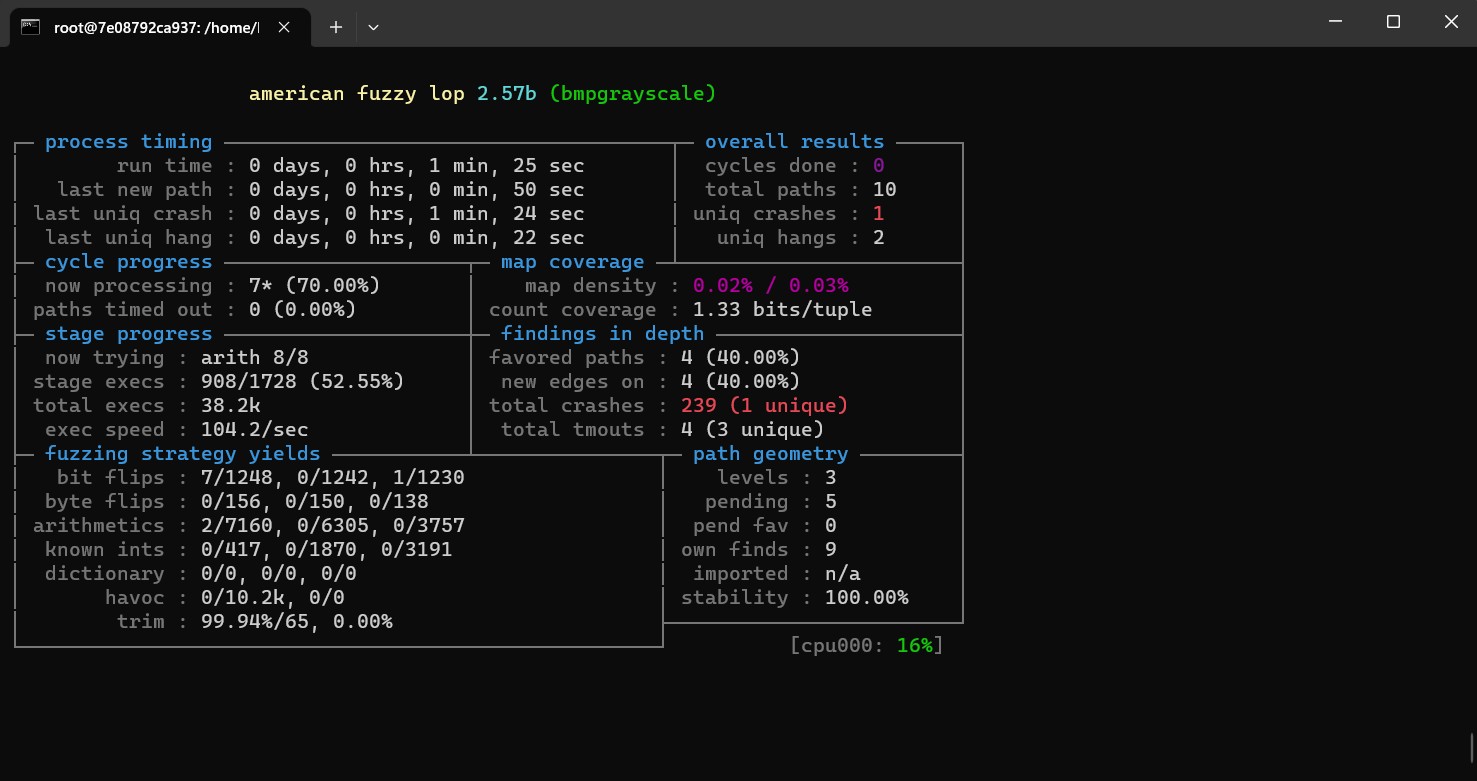 root@7e08792ca937: /home/l
american fuzzy lop 2.57b (bmpgrayscale)
process timing
run time : 0 days, 0 hrs, 1 min, 25 sec
last new path : 0 days, 0 hrs, 0 min, 50 sec
last uniq crash : 0 days, 0 hrs, 1 min, 24 sec
last uniq hang : 0 days, 0 hrs, 0 min, 22 sec
overall results
cycles done : 0
total paths : 10
uniq crashes : 1
uniq hangs : 2
cycle progress
now processing : 7* (70.00%)
paths timed out : 0 (0.00%)
map coverage
map density : 0.02% / 0.03%
count coverage : 1.33 bits/tuple
stage progress
now trying : arith 8/8
stage execs : 908/1728 (52.55%)
total execs : 38.2k
exec speed : 104.2/sec
findings in depth
favored paths : 4 (40.00%)
new edges on : 4 (40.00%)
total crashes : 239 (1 unique)
total tmouts : 4 (3 unique)
fuzzing strategy yields
bit flips : 7/1248, 0/1242, 1/1230
byte flips : 0/156, 0/150, 0/138
arithmetics : 2/7160, 0/6305, 0/3757
known ints : 0/417, 0/1870, 0/3191
dictionary : 0/0, 0/0, 0/0
havoc : 0/10.2k, 0/0
trim : 99.94%/65, 0.00%
path geometry
levels : 3
pending : 5
pend fav : 0
own finds : 9
imported : n/a
stability : 100.00%
[cpu000: 16%]